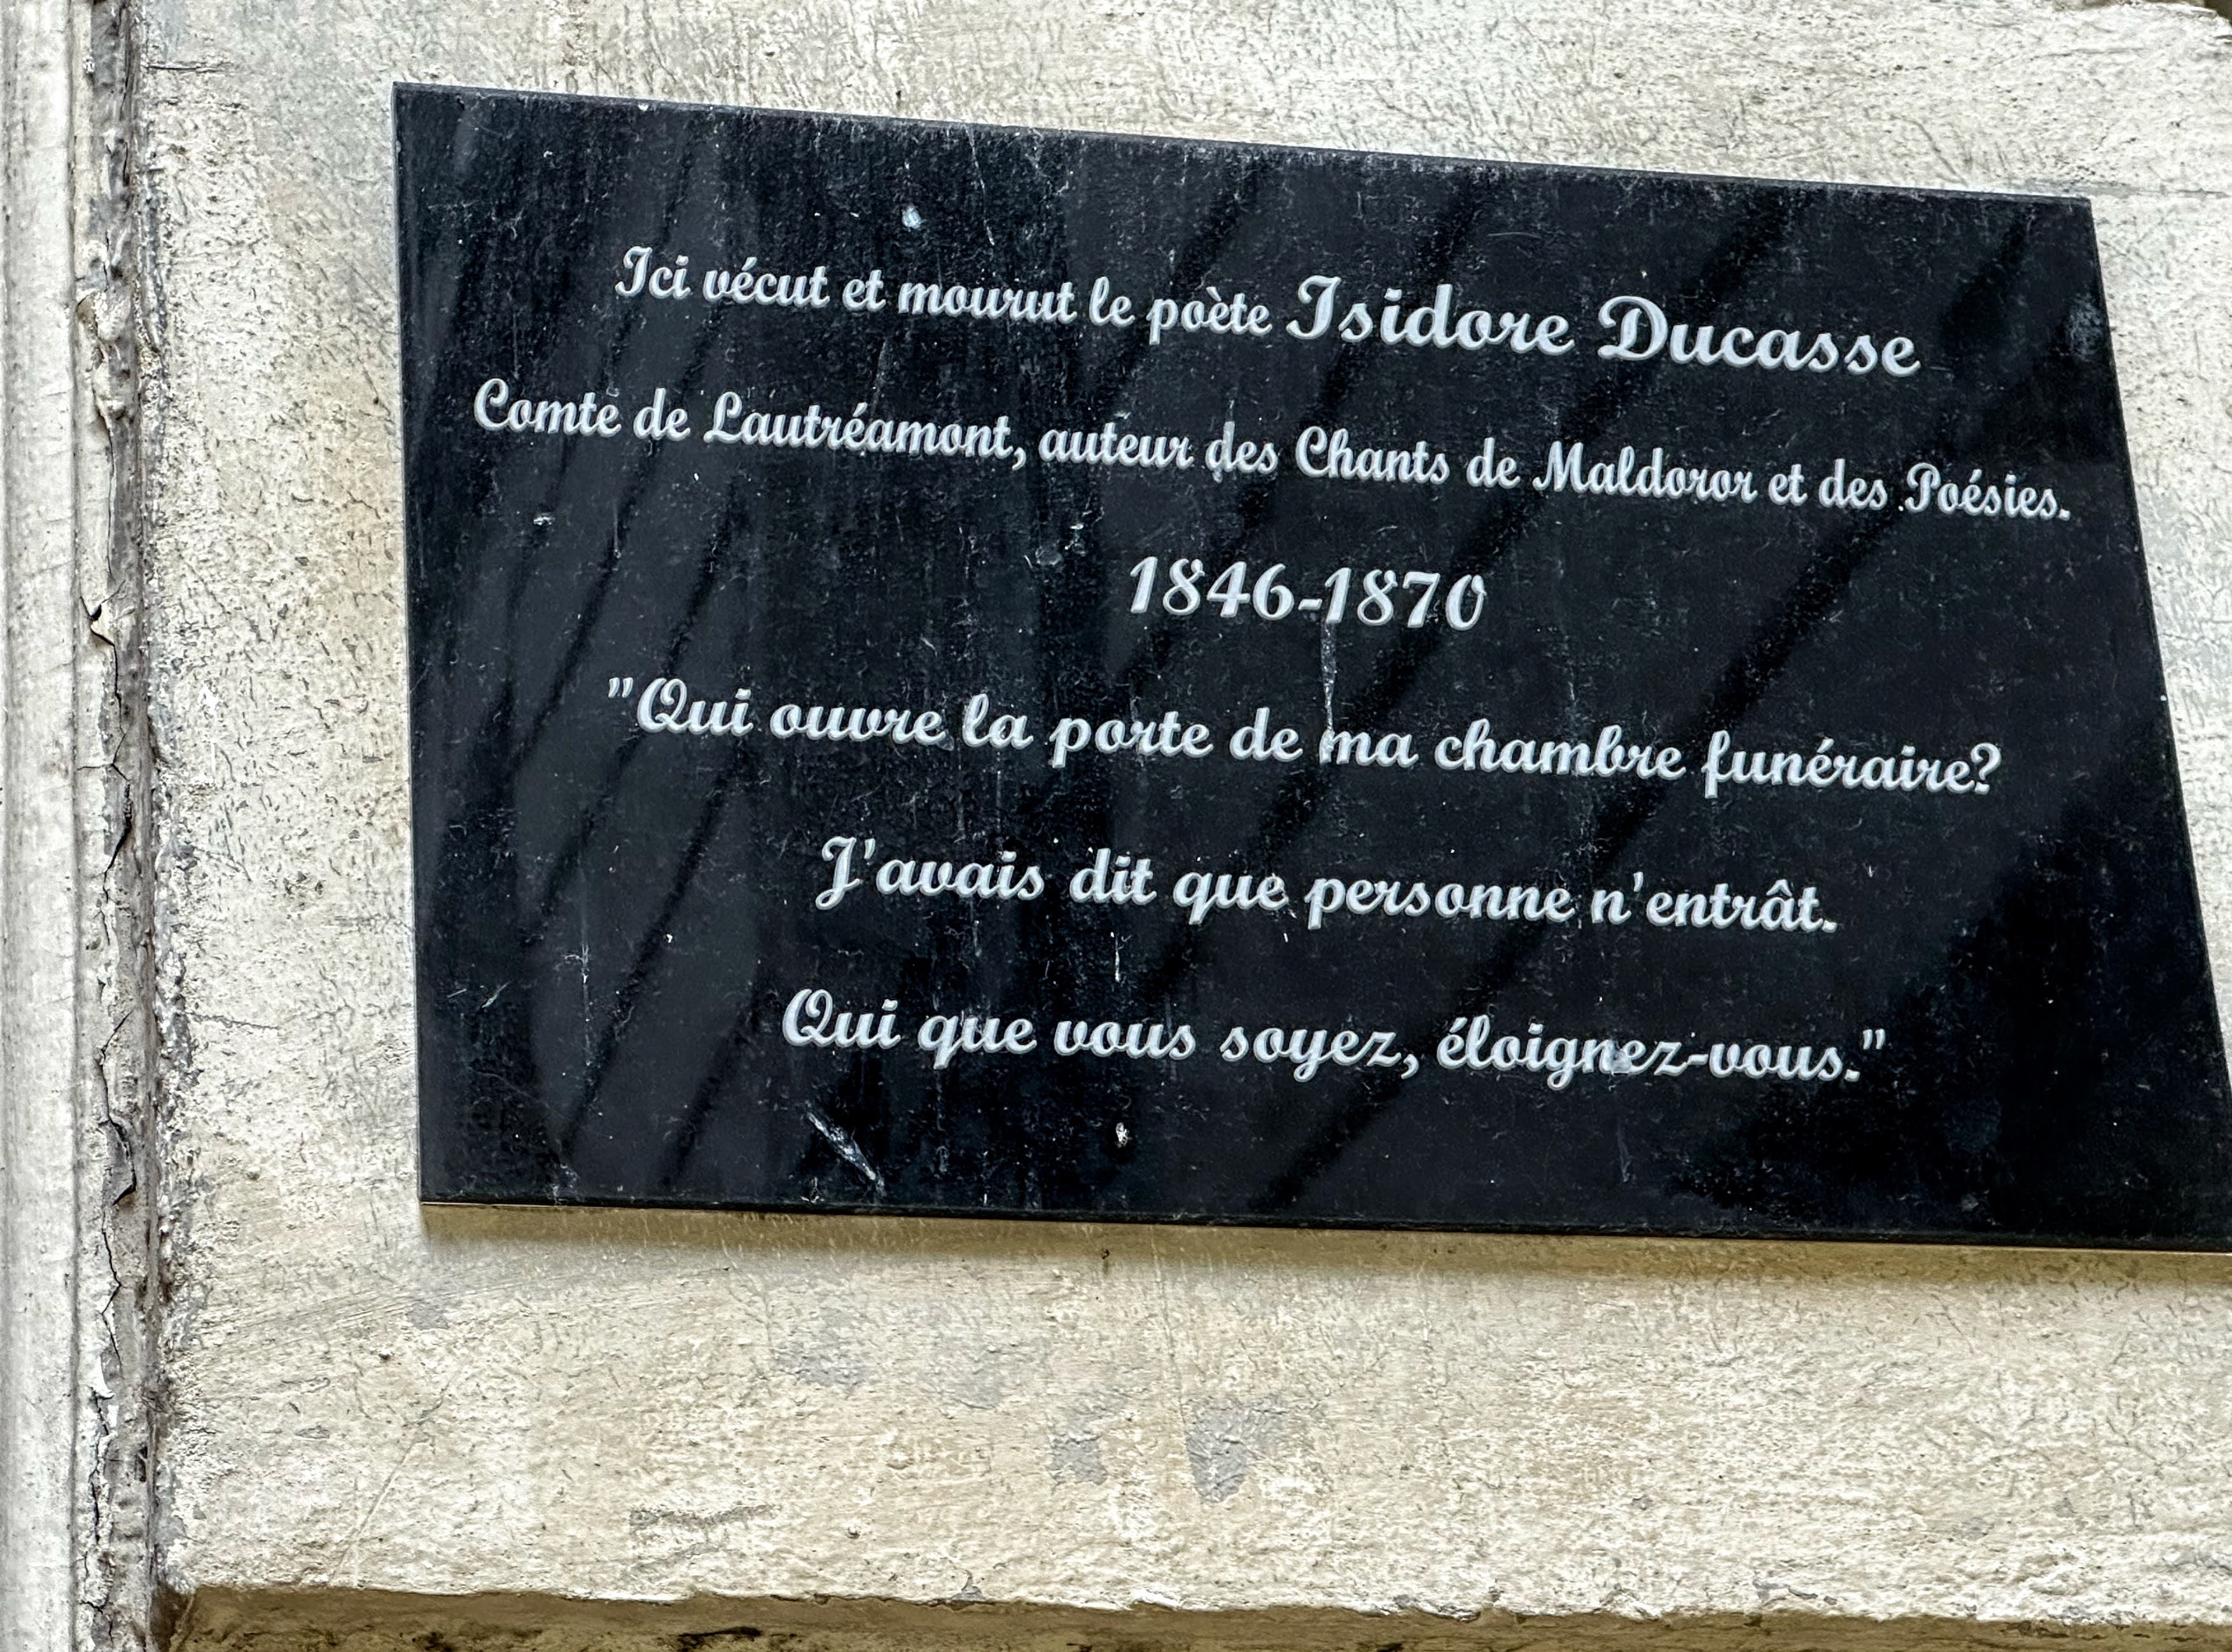 Ici vécut et mourut le poète Isidore Ducasse
Comte de Lautréamont, auteur des Chants de Maldoror et des Poésies.
1846-1870
"Qui ouvre la porte de ma chambre funéraire?
J'avais dit que personne n'entrât.
Qui que vous soyez, éloignez-vous."